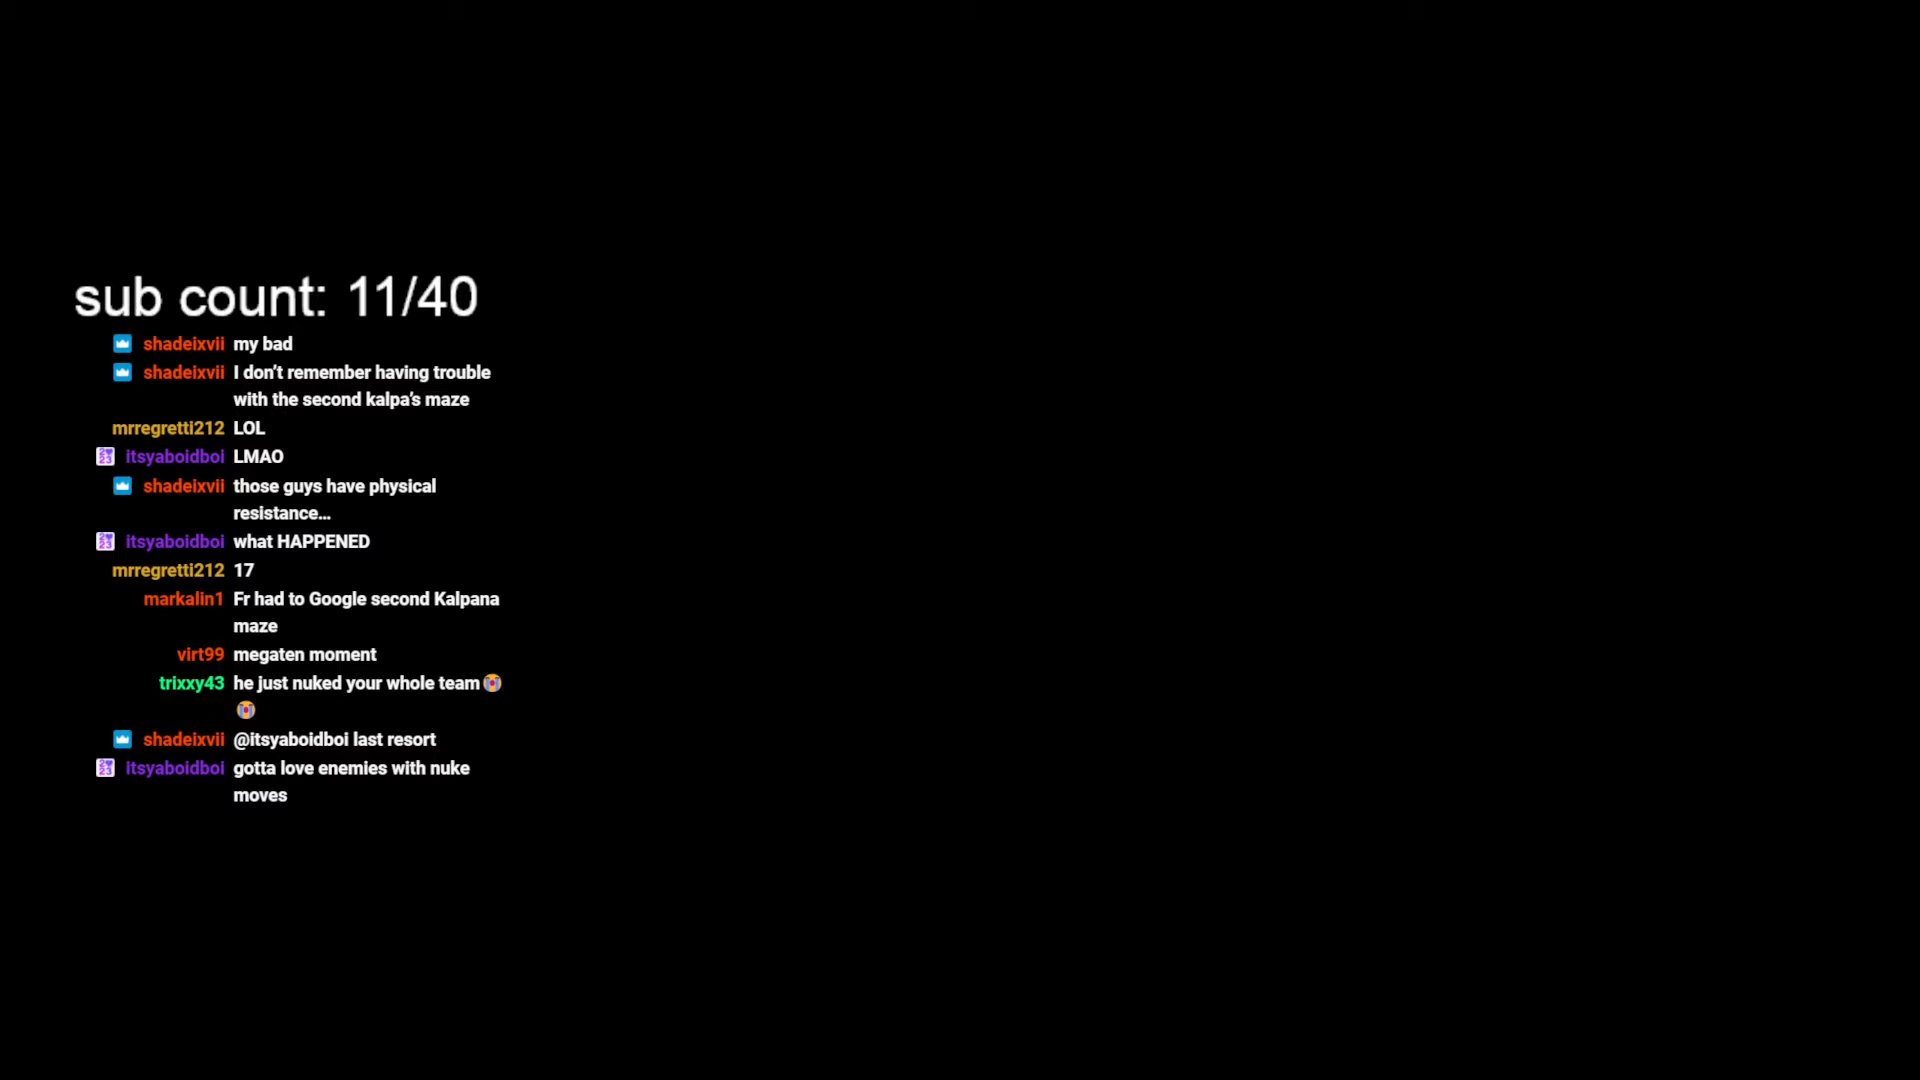 sub count: 11/40
shadeixvii my bad
shadeixvii I don’t remember having trouble
with the second kalpa’s maze
mrregretti212 LOL
itsyaboidboi LMAO
shadeixvii those guys have physical
resistance…
itsyaboidboi what HAPPENED
mrregretti212 17
markalin1 Fr had to Google second Kalpana
maze
virt99 megaten moment
trixxy43 he just nuked your whole team😭
😭
shadeixvii @itsyaboidboi last resort
itsyaboidboi gotta love enemies with nuke
moves